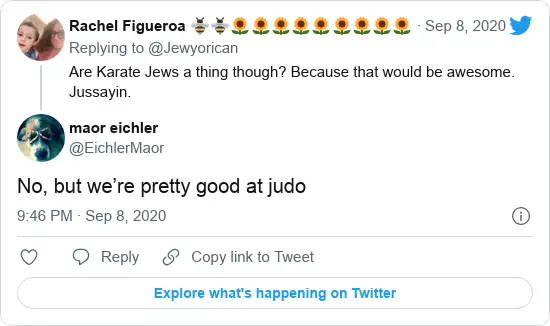 Rachel Figueroa 🐝🐝🌻🌻🌻🌻🌻🌻🌻🌻🌻 · Sep 8, 2020
Replying to @Jewyorican
Are Karate Jews a thing though? Because that would be awesome.
Jussayin.
maor eichler
@EichlerMaor
No, but we’re pretty good at judo
9:46 PM · Sep 8, 2020
Reply Copy link to Tweet
Explore what's happening on Twitter